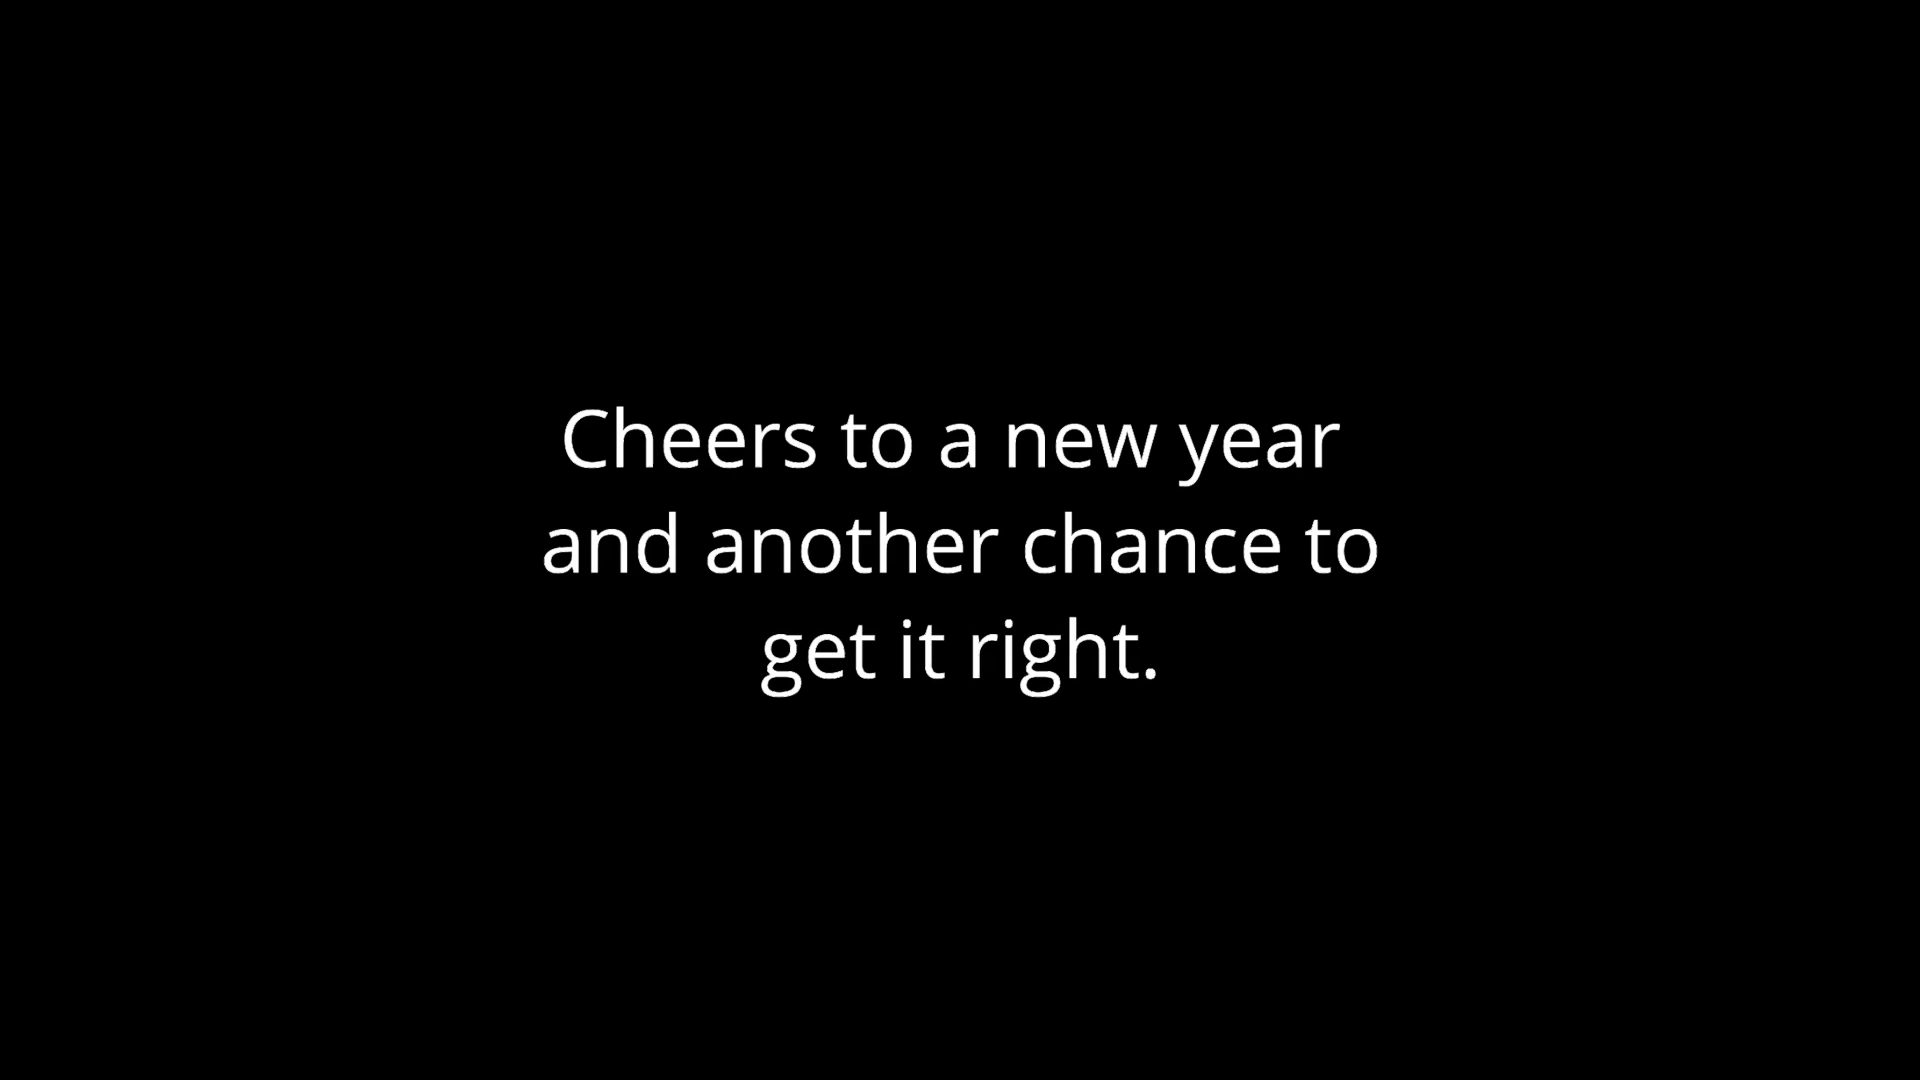 Cheers to a new year
and another chance to
get it right.